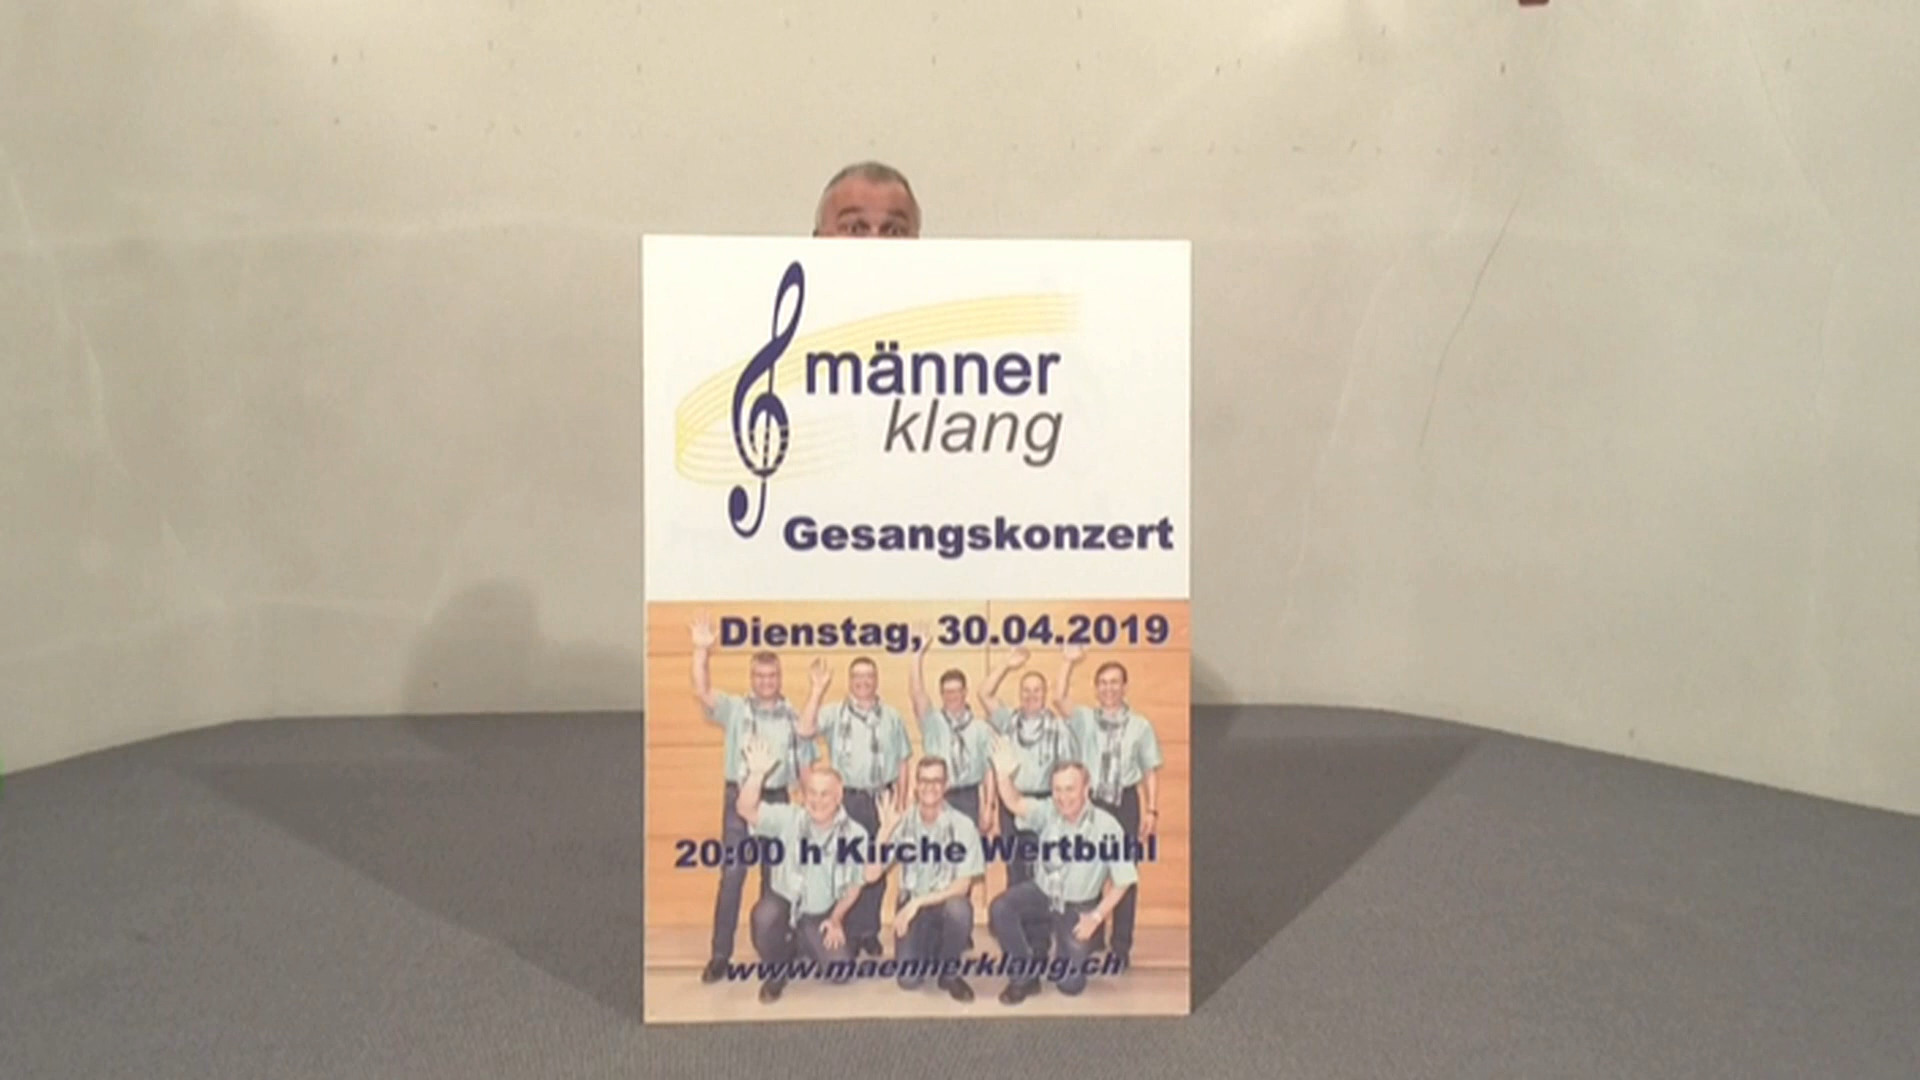 männer
klang
Gesangskonzert
Dienstag, 30.04.2019
20:00 h Kirche Wertbühl
www.maennerklang.ch